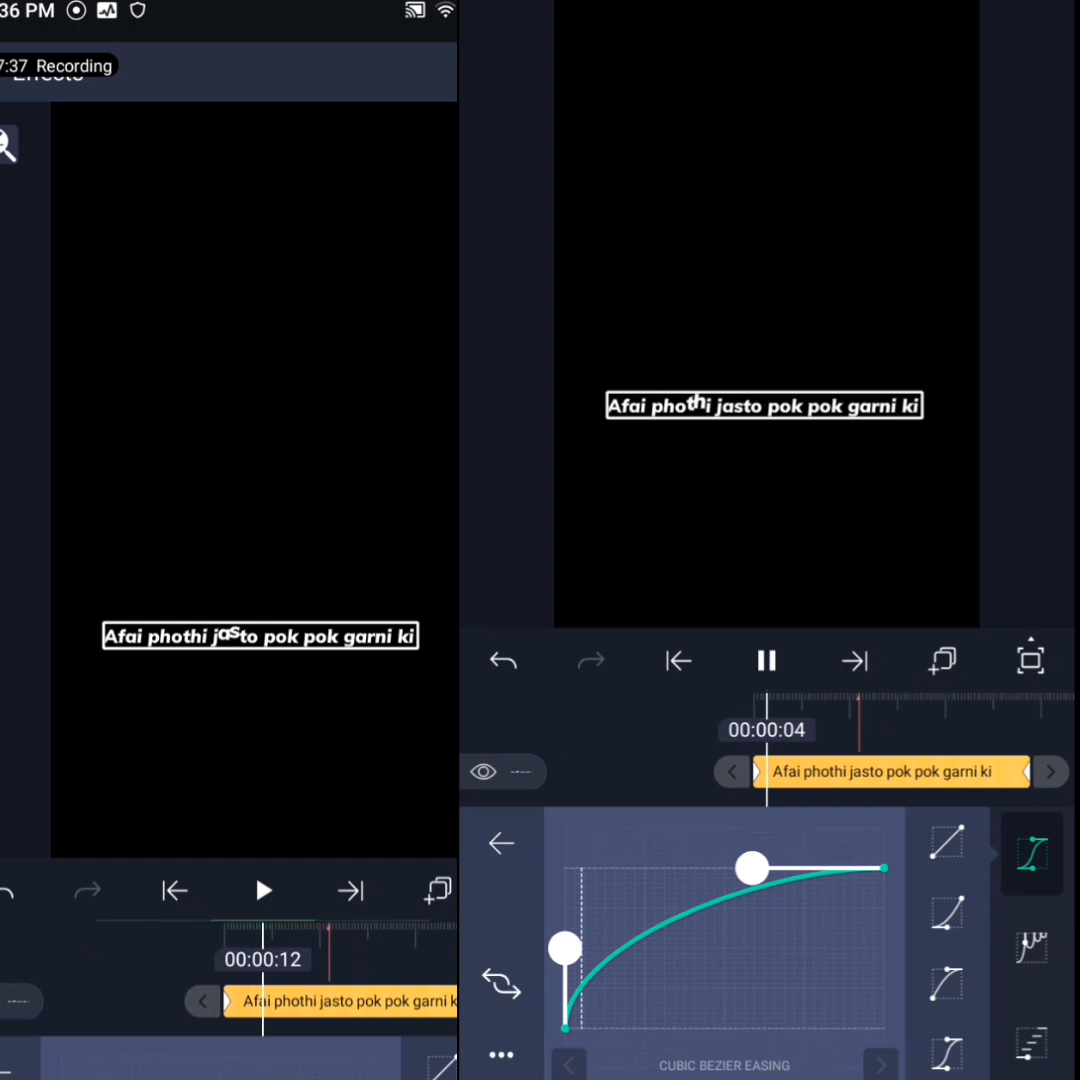 36 PM
7:37 Recording
Effects
Afai phothi jasto pok pok garni ki
00:00:12
Afai phothi jasto pok pok garni k
Afai phothi jasto pok pok garni ki
00:00:04
Afai phothi jasto pok pok garni ki
CUBIC BEZIER EASING